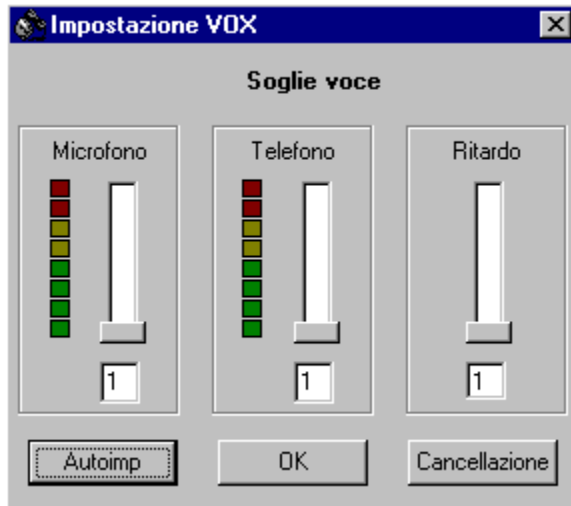 Impostazione VOX
Soglie voce
Microfono Telefono Ritardo
1 1 1
Autoimp OK Cancellazione